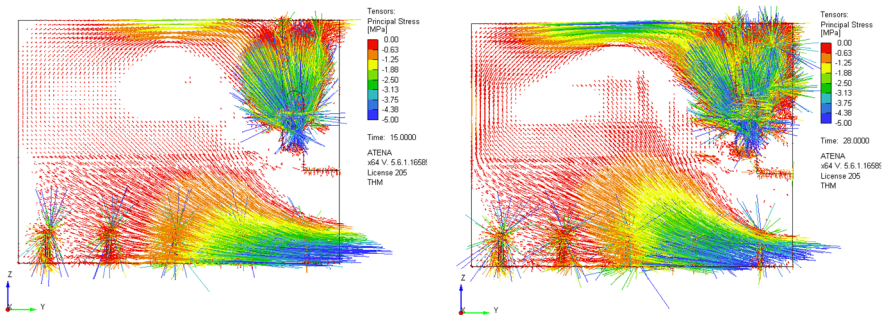 Tensors:
Principal Stress
[MPa]
0.00
-0.63
-1.25
-1.88
-2.50
-3.13
-3.75
-4.38
-5.00
Time: 15.0000
ATENA
x64 V. 5.6.1.16589
License 205
THM
Z
Y
X
Tensors:
Principal Stress
[MPa]
0.00
-0.63
-1.25
-1.88
-2.50
-3.13
-3.75
-4.38
-5.00
Time: 28.0000
ATENA
x64 V. 5.6.1.16589
License 205
THM
Z
Y
X